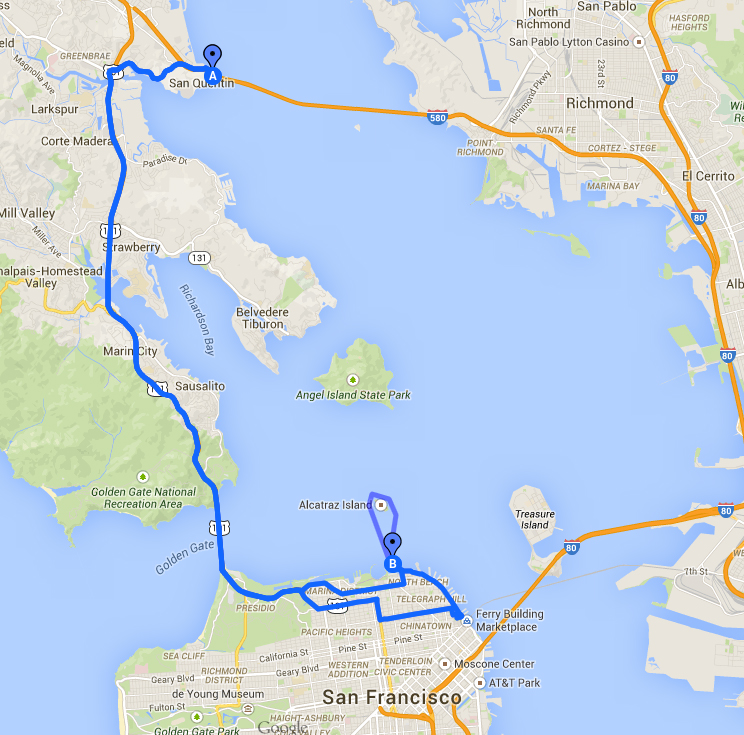 North
Richmond
San Pablo
HASFORD
HEIGHTS
San Pablo Lytton Casino
GREENBRAE
101
Magnolia Ave
A
San Quentin
80
23rd St
Richmond Pkwy
Richmond
Larkspur
580
SANTA FE
Corte Madera
POINT
RICHMOND
CORTEZ - STEGE
Paradise Dr
El Cerrito
MARINA BAY
Mill Valley
80
Miller Ave
101
Strawberry
131
malpais-Homestead
Valley
Richardson Bay
Belvedere
Tiburon
Alb
Marin City
80
101
Sausalito
Angel Island State Park
Golden Gate National
Recreation Area
Alcatraz Island
Treasure
Island
80
101
Golden Gate
80
B
7th St
NORTH BEACH
MARINA DISTRICT
TELEGRAPH HILL
PRESIDIO
101
Ferry Building
Marketplace
CHINATOWN
PACIFIC HEIGHTS
Pine St
Pine St
SEA CLIFF
California St
TENDERLOIN
Moscone Center
RICHMOND
DISTRICT
Geary Blvd
Geary Blvd
WESTERN
ADDITION
CIVIC CENTER
AT&T Park
de Young Museum
San Francisco
Fulton St
HAIGHT-ASHBURY
Golden Gate Park
Google